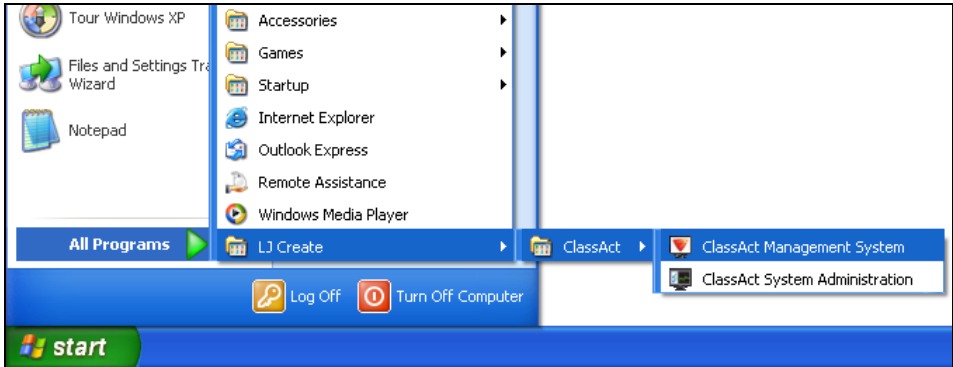 Tour Windows XP
Files and Settings Tra
Wizard
Notepad
All Programs
Accessories
Games
Startup
Internet Explorer
Outlook Express
Remote Assistance
Windows Media Player
LJ Create
ClassAct
ClassAct Management System
ClassAct System Administration
Log Off
Turn Off Computer
start